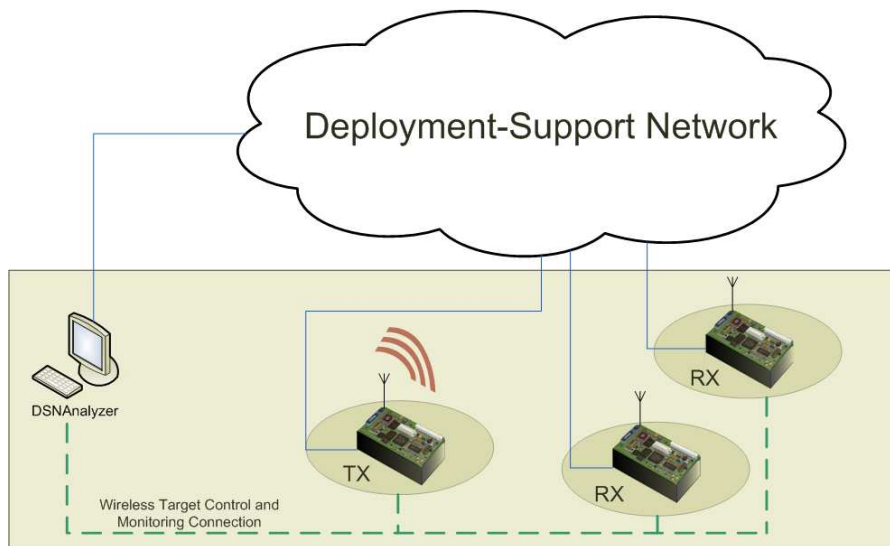 Deployment-Support Network
DSNAnalyzer
TX
RX
RX
Wireless Target Control and
Monitoring Connection